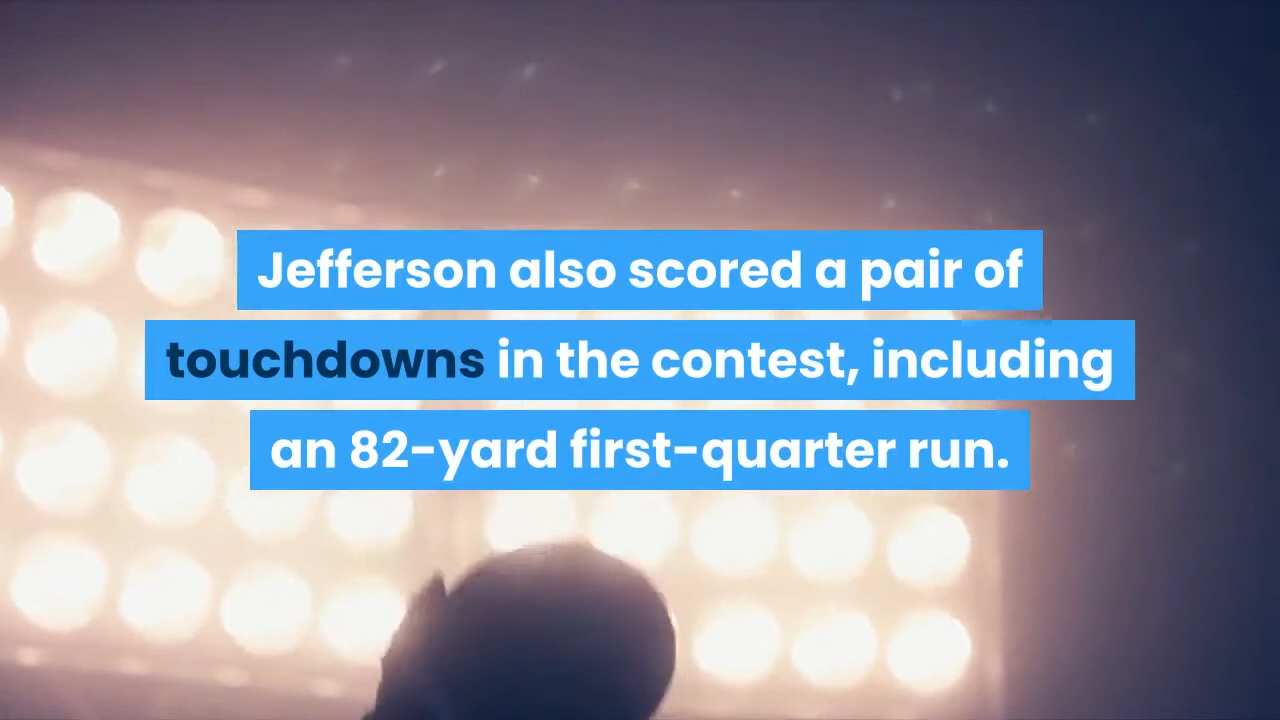 Jefferson also scored a pair of
touchdowns in the contest, including
an 82-yard first-quarter run.